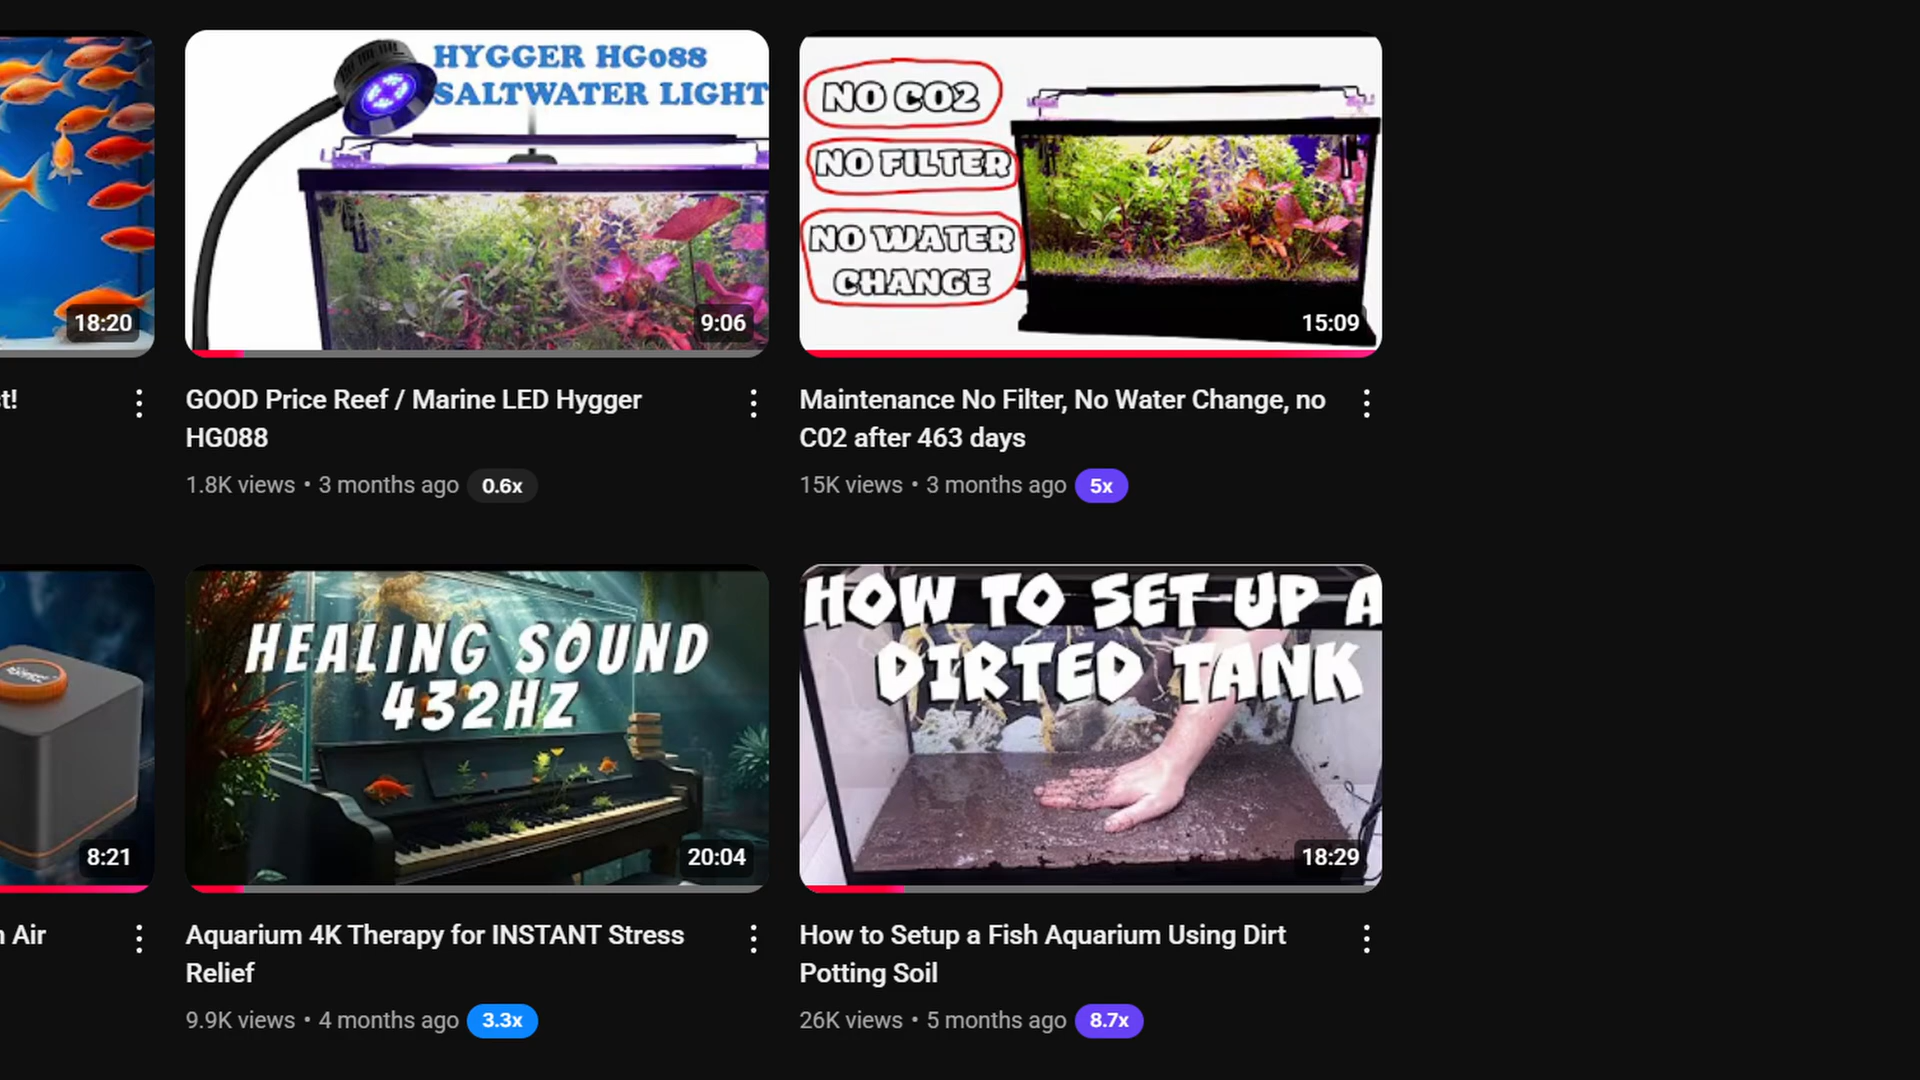 HYGGER HG088
SALTWATER LIGHT
NO CO2
NO FILTER
NO WATER
CHANGE
18:20
9:06
15:09
t!
GOOD Price Reef / Marine LED Hygger
HG088
1.8K views • 3 months ago 0.6x
Maintenance No Filter, No Water Change, no
C02 after 463 days
15K views • 3 months ago 5x
hygger
HEALING SOUND
432HZ
HOW TO SET UP A
DIRTED TANK
8:21
20:04
18:29
n Air
Aquarium 4K Therapy for INSTANT Stress
Relief
9.9K views • 4 months ago 3.3x
How to Setup a Fish Aquarium Using Dirt
Potting Soil
26K views • 5 months ago 8.7x